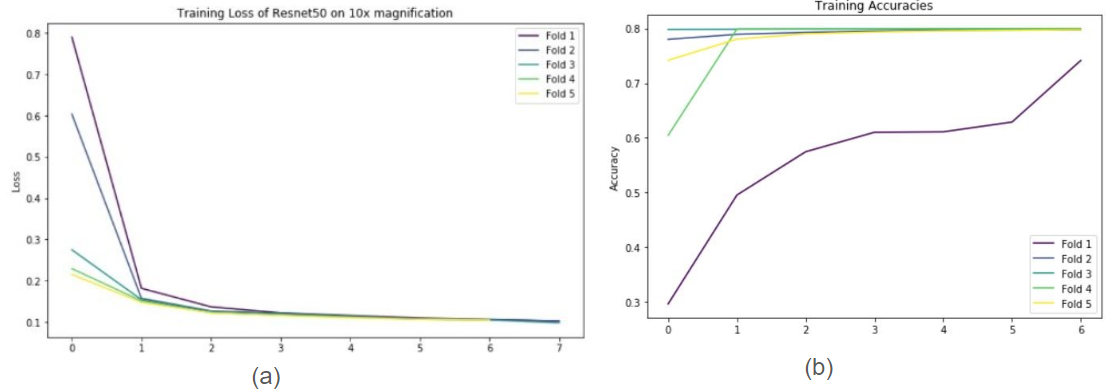 Training Loss of Resnet50 on 10x magnification
0.8
0.7
0.6
0.5
0.4
0.3
0.2
0.1
Loss
0 1 2 3 4 5 6 7
Fold 1
Fold 2
Fold 3
Fold 4
Fold 5
(a)
Training Accuracies
0.8
0.7
0.6
0.5
0.4
0.3
Accuracy
0 1 2 3 4 5 6
Fold 1
Fold 2
Fold 3
Fold 4
Fold 5
(b)